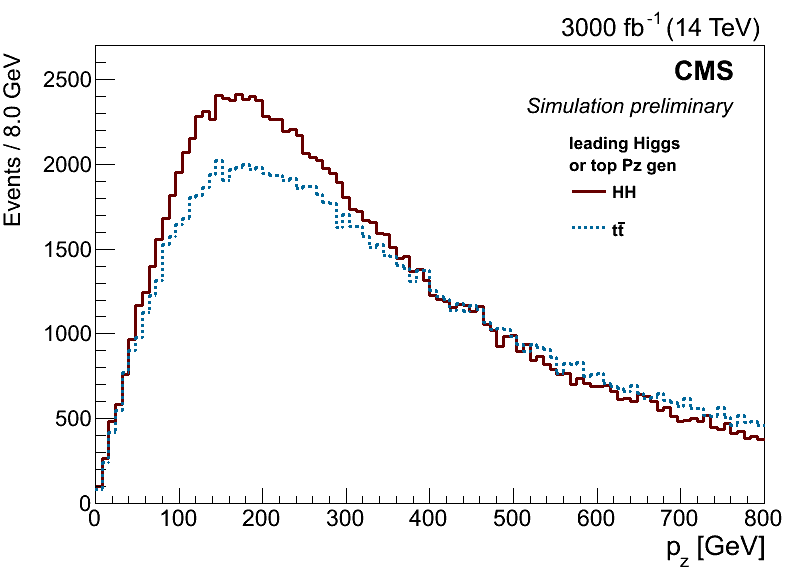 3000 fb⁻¹ (14 TeV)
Events / 8.0 GeV
2500
2000
1500
1000
500
0
CMS
Simulation preliminary
leading Higgs
or top Pz gen
HH
tt̄
0 100 200 300 400 500 600 700 800
p_z [GeV]